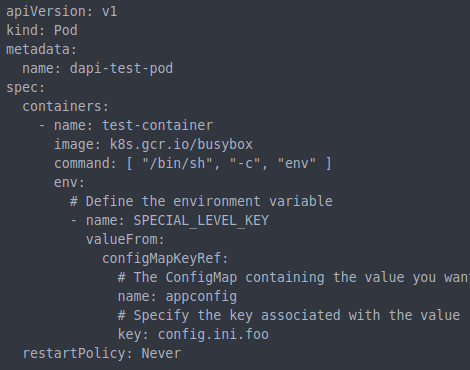 apiVersion: v1
kind: Pod
metadata:
  name: dapi-test-pod
spec:
  containers:
    - name: test-container
      image: k8s.gcr.io/busybox
      command: [ "/bin/sh", "-c", "env" ]
      env:
        # Define the environment variable
        - name: SPECIAL_LEVEL_KEY
          valueFrom:
            configMapKeyRef:
              # The ConfigMap containing the value you
              name: appconfig
              # Specify the key associated with the value
              key: config.ini.foo
  restartPolicy: Never